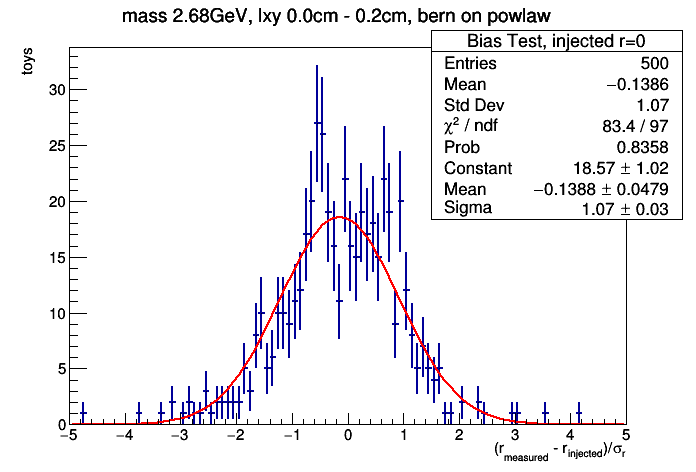 mass 2.68GeV, lxy 0.0cm - 0.2cm, bern on powlaw
Bias Test, injected r=0
Entries 500
Mean −0.1386
Std Dev 1.07
χ² / ndf 83.4 / 97
Prob 0.8358
Constant 18.57 ± 1.02
Mean −0.1388 ± 0.0479
Sigma 1.07 ± 0.03
toys
30
25
20
15
10
5
0
−5 −4 −3 −2 −1 0 1 2 3 4 5
(r_measured - r_injected)/σ_r